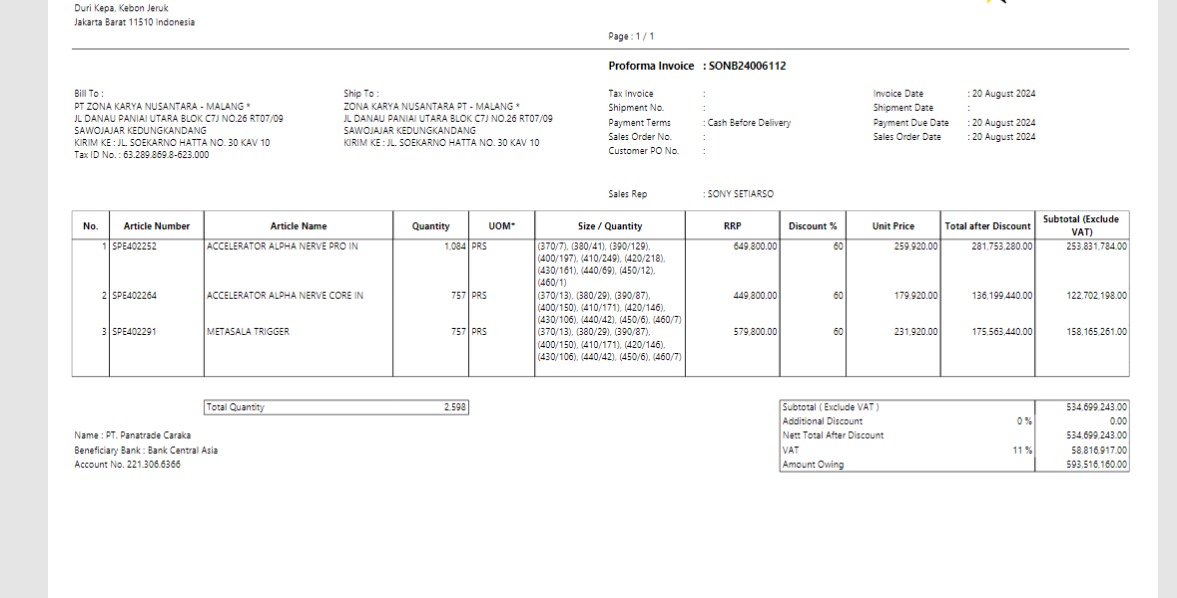 Duri Kepa, Kebon Jeruk
Jakarta Barat 11510 Indonesia
Page : 1 / 1
Proforma Invoice : SONB24006112
Bill To :
PT ZONA KARYA NUSANTARA - MALANG *
JL DANAU PANIAI UTARA BLOK C7J NO.26 RT07/09
SAWOJAJAR KEDUNGKANDANG
KIRIM KE : JL. SOEKARNO HATTA NO. 30 KAV 10
Tax ID No. : 63.289.869.8-623.000
Ship To :
ZONA KARYA NUSANTARA PT - MALANG *
JL DANAU PANIAI UTARA BLOK C7J NO.26 RT07/09
SAWOJAJAR KEDUNGKANDANG
KIRIM KE : JL. SOEKARNO HATTA NO. 30 KAV 10
Tax Invoice :
Shipment No. :
Payment Terms : Cash Before Delivery
Sales Order No. :
Customer PO No. :
Invoice Date : 20 August 2024
Shipment Date :
Payment Due Date : 20 August 2024
Sales Order Date : 20 August 2024
Sales Rep : SONY SETIARSO
No. Article Number Article Name Quantity UOM* Size / Quantity RRP Discount % Unit Price Total after Discount Subtotal (Exclude VAT)
1 SPE402252 ACCELERATOR ALPHA NERVE PRO IN 1,084 PRS (370/7), (380/41), (390/129), 649,800.00 60 259,920.00 281,753,280.00 253,831,784.00
(400/197), (410/249), (420/218),
(430/161), (440/69), (450/12),
(460/1)
2 SPE402264 ACCELERATOR ALPHA NERVE CORE IN 757 PRS (370/13), (380/29), (390/87), 449,800.00 60 179,920.00 136,199,440.00 122,702,198.00
(400/150), (410/171), (420/146),
(430/106), (440/42), (450/6), (460/7)
3 SPE402291 METASALA TRIGGER 757 PRS (370/13), (380/29), (390/87), 579,800.00 60 231,920.00 175,563,440.00 158,165,261.00
(400/150), (410/171), (420/146),
(430/106), (440/42), (450/6), (460/7)
Total Quantity 2,598
Subtotal ( Exclude VAT ) 534,699,243.00
Additional Discount 0 % 0.00
Nett Total After Discount 534,699,243.00
VAT 11 % 58,816,917.00
Amount Owing 593,516,160.00
Name : PT. Panatrade Caraka
Beneficiary Bank : Bank Central Asia
Account No. 221.306.6366